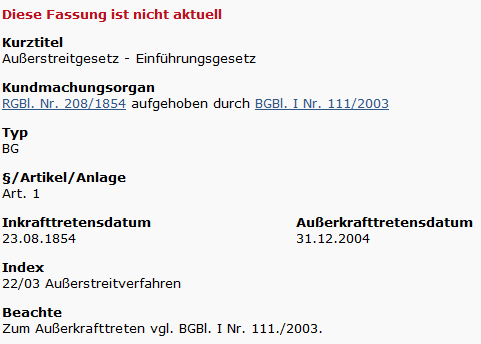 Diese Fassung ist nicht aktuell
Kurztitel
Außerstreitgesetz - Einführungsgesetz
Kundmachungsorgan
RGBl. Nr. 208/1854 aufgehoben durch BGBl. I Nr. 111/2003
Typ
BG
§/Artikel/Anlage
Art. 1
Inkrafttretensdatum
23.08.1854
Außerkrafttretensdatum
31.12.2004
Index
22/03 Außerstreitverfahren
Beachte
Zum Außerkrafttreten vgl. BGBl. I Nr. 111./2003.